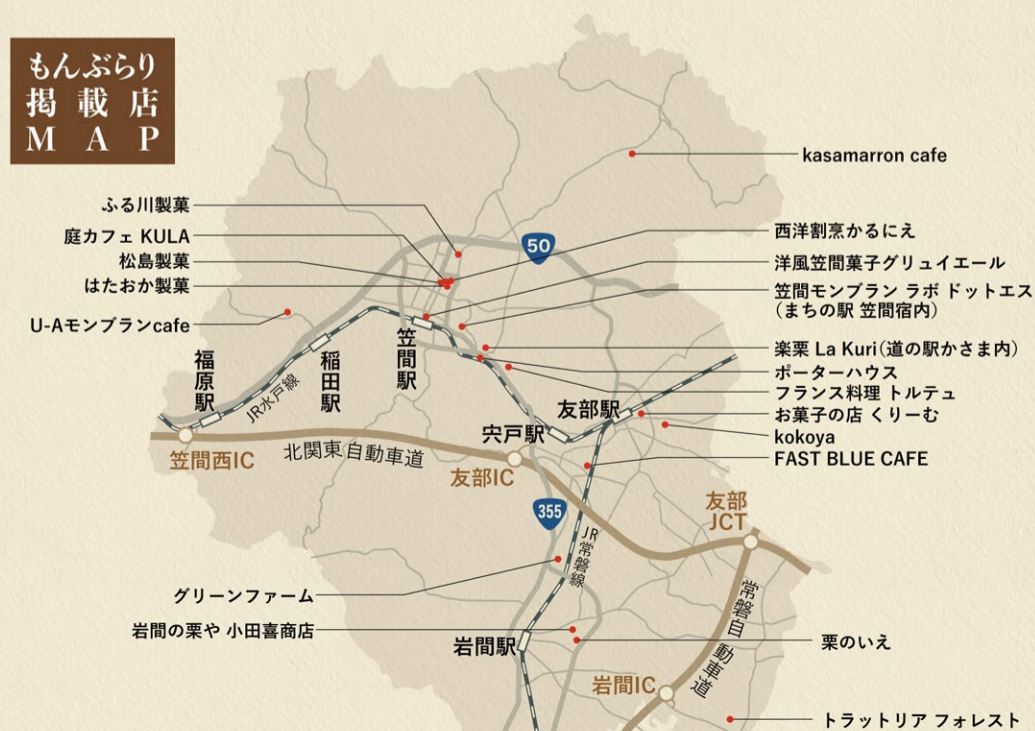 もんぶらり
掲載店
MAP
kasamarron cafe
ふる川製菓
庭カフェ KULA
松島製菓
はたおか製菓
U-Aモンブランcafe
50
西洋割烹かるにえ
洋風笠間菓子グリュイエール
笠間モンブラン ラボ ドットエス
(まちの駅 笠間宿内)
楽栗 La Kuri(道の駅かさま内)
ポーターハウス
フランス料理 トルテュ
お菓子の店 くりーむ
kokoya
FAST BLUE CAFE
福原駅
稲田駅
笠間駅
JR水戸線
友部駅
宍戸駅
笠間西IC
北関東自動車道
友部IC
355
友部
JCT
JR常磐線
常磐自動車道
グリーンファーム
岩間の栗や 小田喜商店
岩間駅
栗のいえ
岩間IC
トラットリア フォレスト